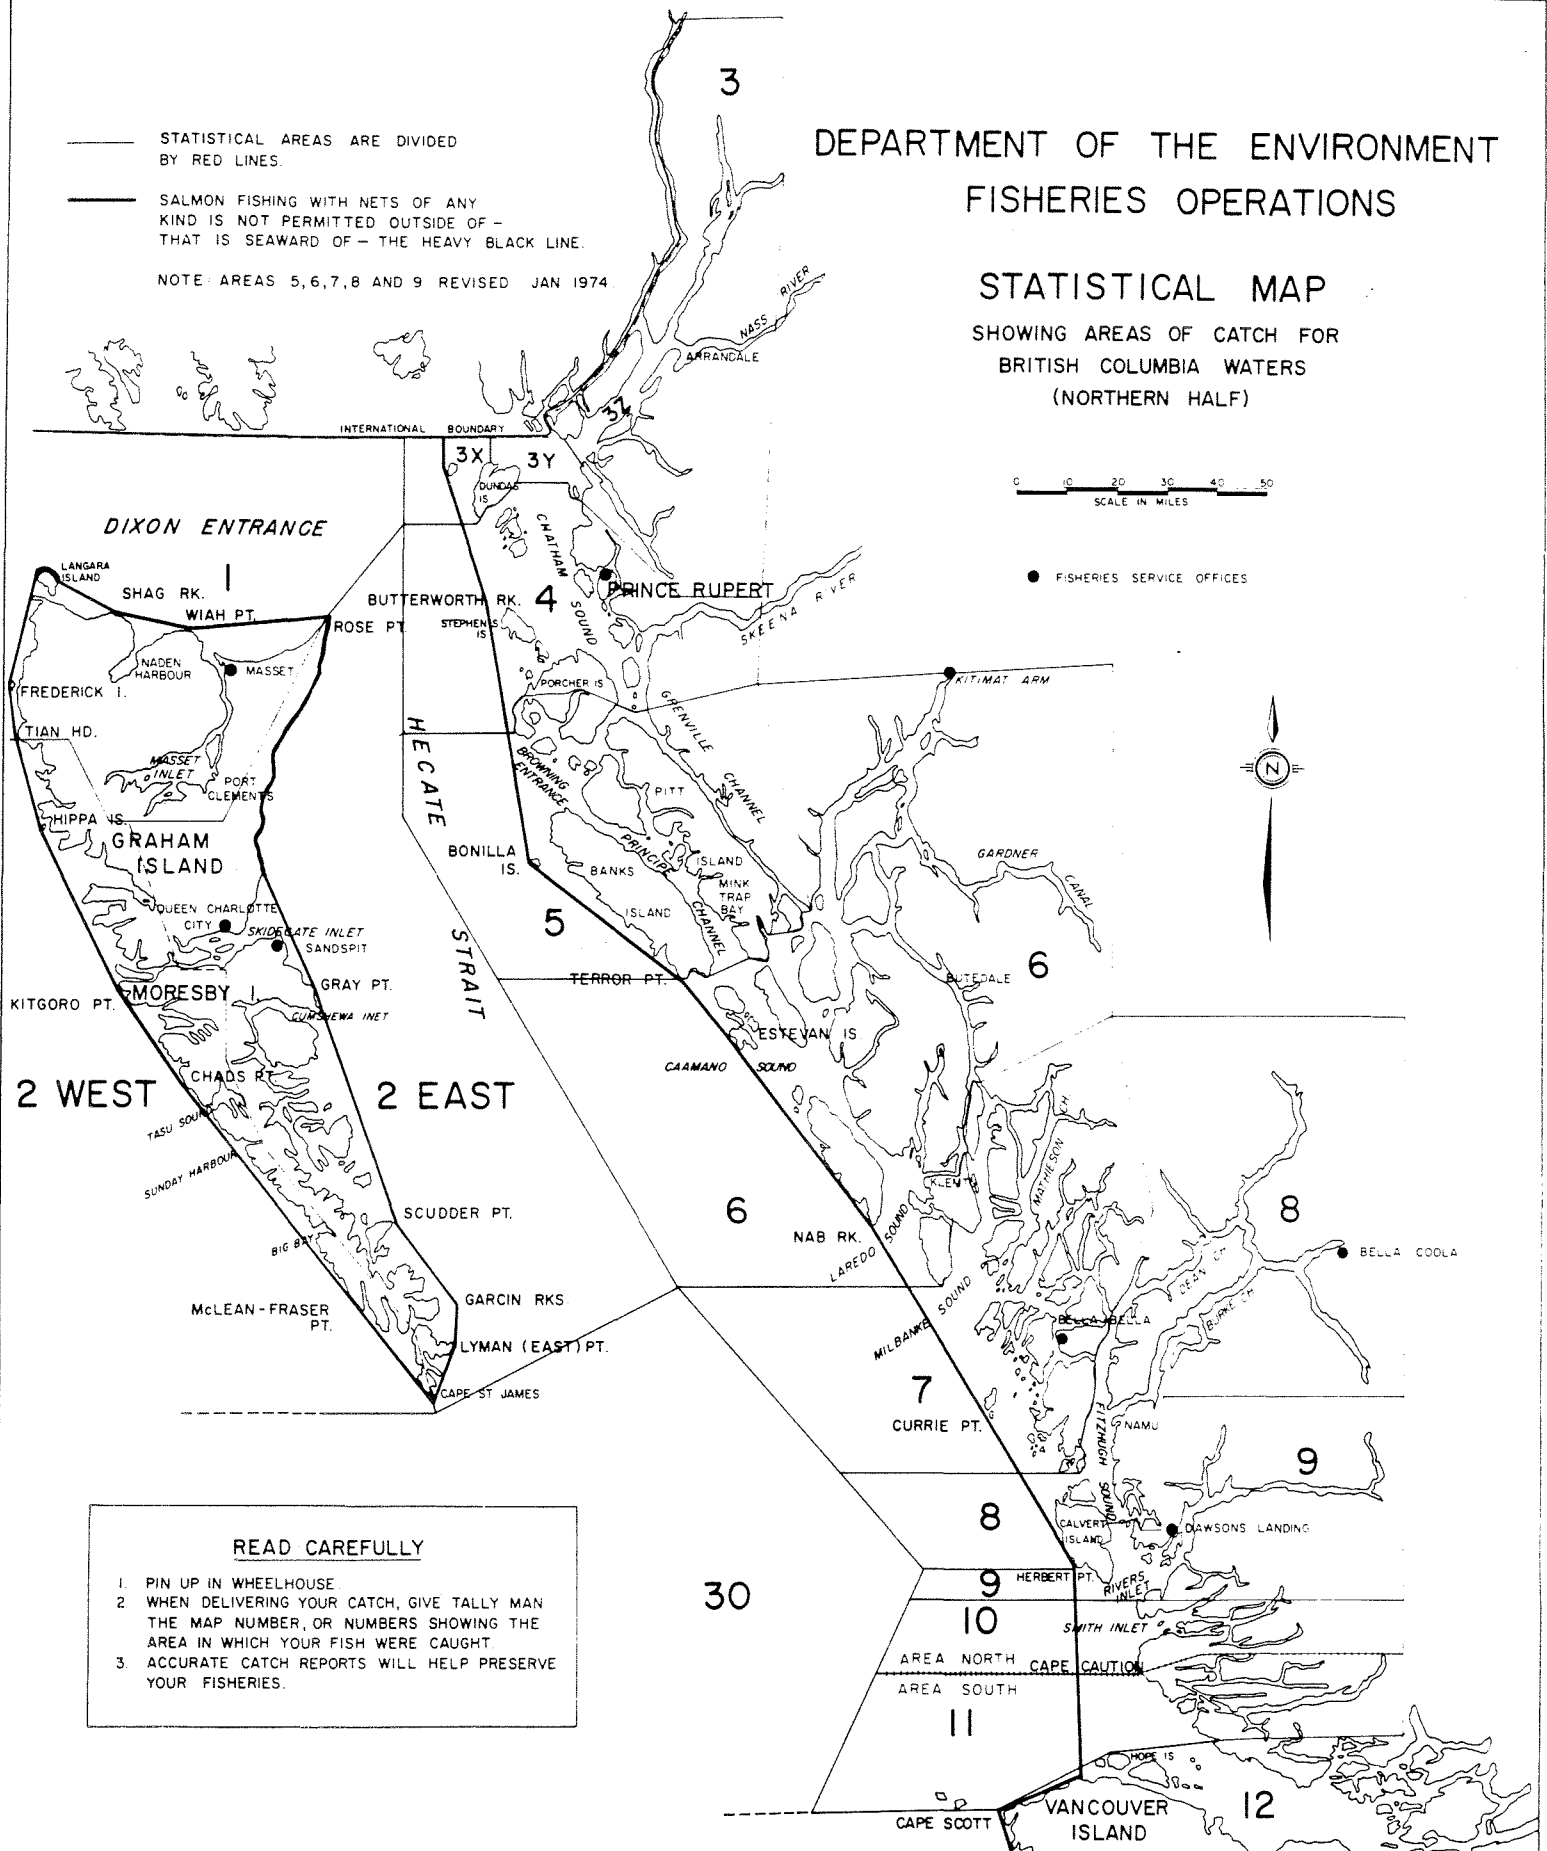 3
STATISTICAL AREAS ARE DIVIDED
BY RED LINES.
SALMON FISHING WITH NETS OF ANY
KIND IS NOT PERMITTED OUTSIDE OF –
THAT IS SEAWARD OF – THE HEAVY BLACK LINE.
NOTE: AREAS 5,6,7,8 AND 9 REVISED JAN 1974.
DEPARTMENT OF THE ENVIRONMENT
FISHERIES OPERATIONS
STATISTICAL MAP
SHOWING AREAS OF CATCH FOR
BRITISH COLUMBIA WATERS
(NORTHERN HALF)
0 10 20 30 40 50
SCALE IN MILES
FISHERIES SERVICE OFFICES
NASS RIVER
ARRANDALE
3Z
INTERNATIONAL BOUNDARY
3X
3Y
DUNDAS
IS
DIXON ENTRANCE
CHATHAM SOUND
LANGARA
ISLAND
1
SHAG RK.
WIAH PT.
ROSE PT.
BUTTERWORTH RK.
4
PRINCE RUPERT
STEPHENS
IS
SKEENA RIVER
NADEN
HARBOUR
MASSET
PORCHER IS
KITIMAT ARM
FREDERICK I.
TIAN HD.
GRENVILLE CHANNEL
HECATE STRAIT
BROWNING
ENTRANCE
MASSET
INLET
PORT
CLEMENTS
PITT
ISLAND
N
HIPPA IS.
GRAHAM
ISLAND
BONILLA
IS.
PRINCIPE CHANNEL
BANKS
ISLAND
MINK
TRAP
BAY
GARDNER CANAL
QUEEN CHARLOTTE
CITY
SKIDEGATE INLET
SANDSPIT
5
6
BUTEDALE
TERROR PT.
KITGORO PT.
MORESBY I.
GRAY PT.
CUMSHEWA INET
ESTEVAN IS.
CAAMANO SOUND
2 WEST
CHADS PT
2 EAST
TASU SOUND
SUNDAY HARBOUR
MATHIESON CH
KLEMTU
SCUDDER PT.
6
NAB RK.
LAREDO SOUND
8
BIG BAY
BELLA COOLA
DEAN CH
BURKE CH
McLEAN-FRASER
PT.
GARCIN RKS
MILBANKE SOUND
BELLA BELLA
LYMAN (EAST) PT.
CAPE ST JAMES
7
CURRIE PT.
NAMU
FITZHUGH SOUND
9
8
CALVERT
ISLAND
DAWSONS LANDING
READ CAREFULLY
1. PIN UP IN WHEELHOUSE
2. WHEN DELIVERING YOUR CATCH, GIVE TALLY MAN
THE MAP NUMBER, OR NUMBERS SHOWING THE
AREA IN WHICH YOUR FISH WERE CAUGHT.
3. ACCURATE CATCH REPORTS WILL HELP PRESERVE
YOUR FISHERIES.
30
9
HERBERT PT.
RIVERS
INLET
10
SMITH INLET
AREA NORTH
CAPE CAUTION
AREA SOUTH
11
HOPE IS
CAPE SCOTT
VANCOUVER
ISLAND
12